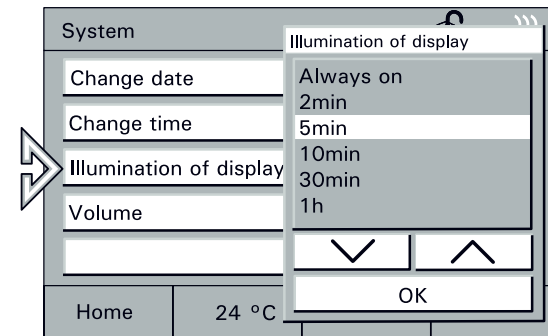 System
Change date
Change time
Illumination of display
Volume
Home
24 ºC
Illumination of display
Always on
2min
5min
10min
30min
1h
OK